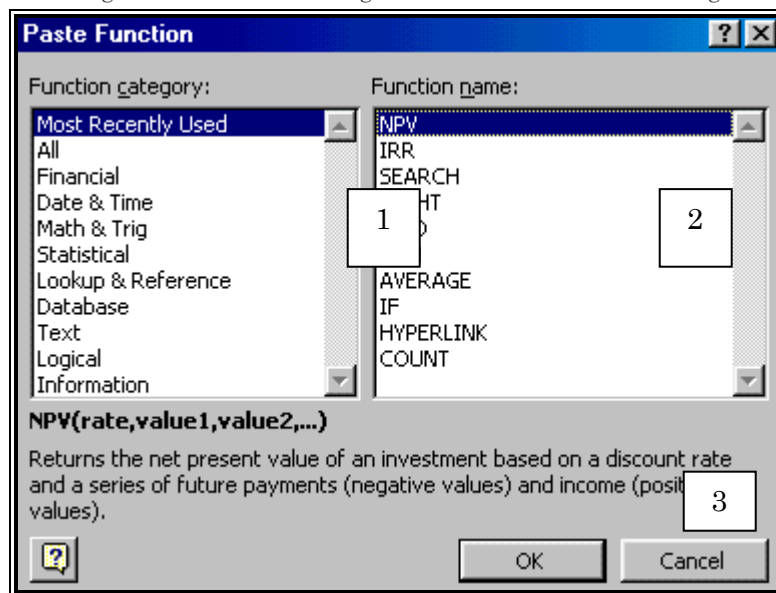 Paste Function
Function category:
Function name:
Most Recently Used
All
Financial
Date & Time
Math & Trig
Statistical
Lookup & Reference
Database
Text
Logical
Information
1
NPV
IRR
SEARCH
AVERAGE
IF
HYPERLINK
COUNT
2
NPV(rate,value1,value2,...)
Returns the net present value of an investment based on a discount rate
and a series of future payments (negative values) and income
values).
3
OK
Cancel